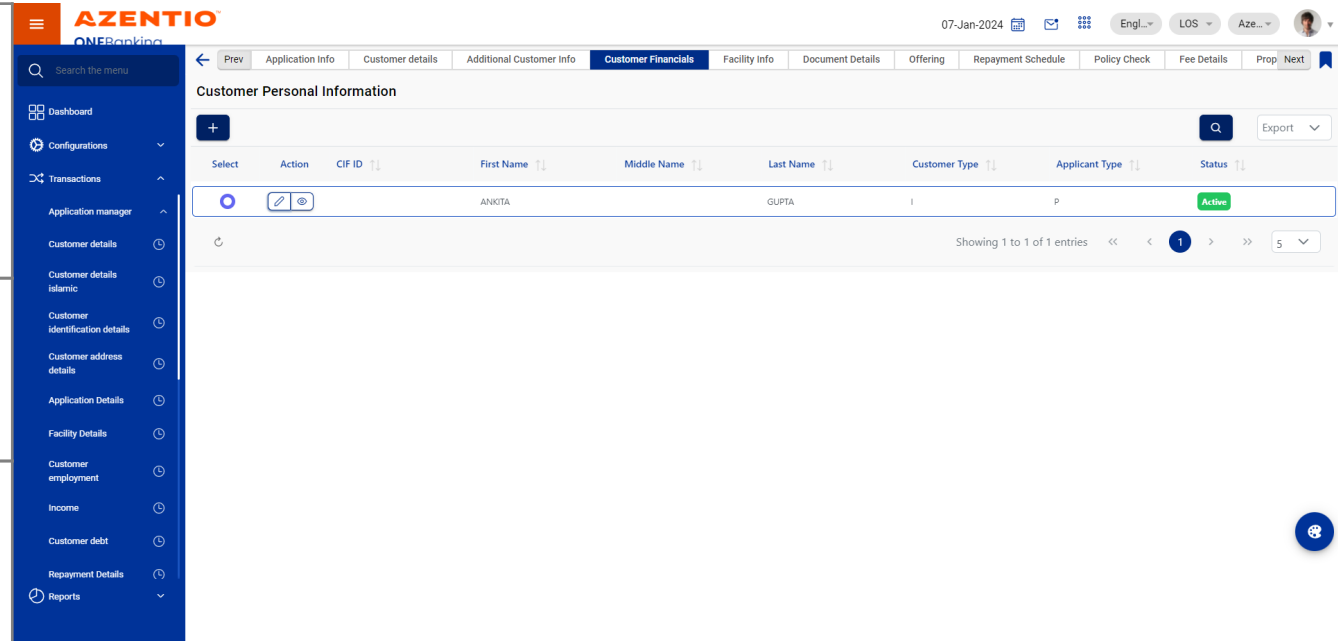 AZENTIO
ONEBanking
07-Jan-2024
Engl...
LOS
Aze...
Search the menu
Dashboard
Configurations
Transactions
Application manager
Customer details
Customer details
islamic
Customer
identification details
Customer address
details
Application Details
Facility Details
Customer
employment
Income
Customer debt
Repayment Details
Reports
Prev
Application Info
Customer details
Additional Customer Info
Customer Financials
Facility Info
Document Details
Offering
Repayment Schedule
Policy Check
Fee Details
Prop
Next
Customer Personal Information
+
Export
Select Action CIF ID First Name Middle Name Last Name Customer Type Applicant Type Status
ANKITA GUPTA I P Active
Showing 1 to 1 of 1 entries << < 1 > >> 5